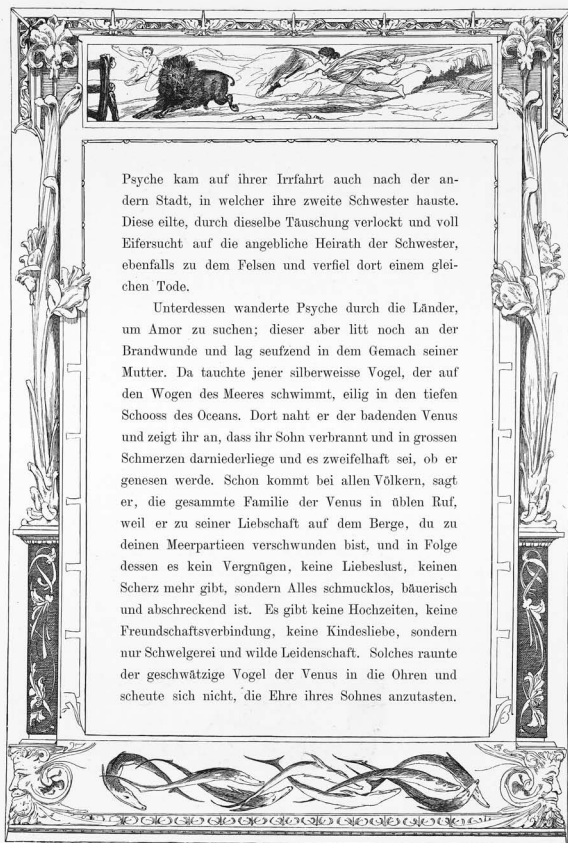 Psyche kam auf ihrer Irrfahrt auch nach der an-
dern Stadt, in welcher ihre zweite Schwester hauste.
Diese eilte, durch dieselbe Täuschung verlockt und voll
Eifersucht auf die angebliche Heirath der Schwester,
ebenfalls zu dem Felsen und verfiel dort einem glei-
chen Tode.
Unterdessen wanderte Psyche durch die Länder,
um Amor zu suchen; dieser aber litt noch an der
Brandwunde und lag seufzend in dem Gemach seiner
Mutter. Da tauchte jener silberweisse Vogel, der auf
den Wogen des Meeres schwimmt, eilig in den tiefen
Schooss des Oceans. Dort naht er der badenden Venus
und zeigt ihr an, dass ihr Sohn verbrannt und in grossen
Schmerzen darniederliege und es zweifelhaft sei, ob er
genesen werde. Schon kommt bei allen Völkern, sagt
er, die gesammte Familie der Venus in üblen Ruf,
weil er zu seiner Liebschaft auf dem Berge, du zu
deinen Meerpartieen verschwunden bist, und in Folge
dessen es kein Vergnügen, keine Liebeslust, keinen
Scherz mehr gibt, sondern Alles schmucklos, bäuerisch
und abschreckend ist. Es gibt keine Hochzeiten, keine
Freundschaftsverbindung, keine Kindesliebe, sondern
nur Schwelgerei und wilde Leidenschaft. Solches raunte
der geschwätzige Vogel der Venus in die Ohren und
scheute sich nicht, die Ehre ihres Sohnes anzutasten.